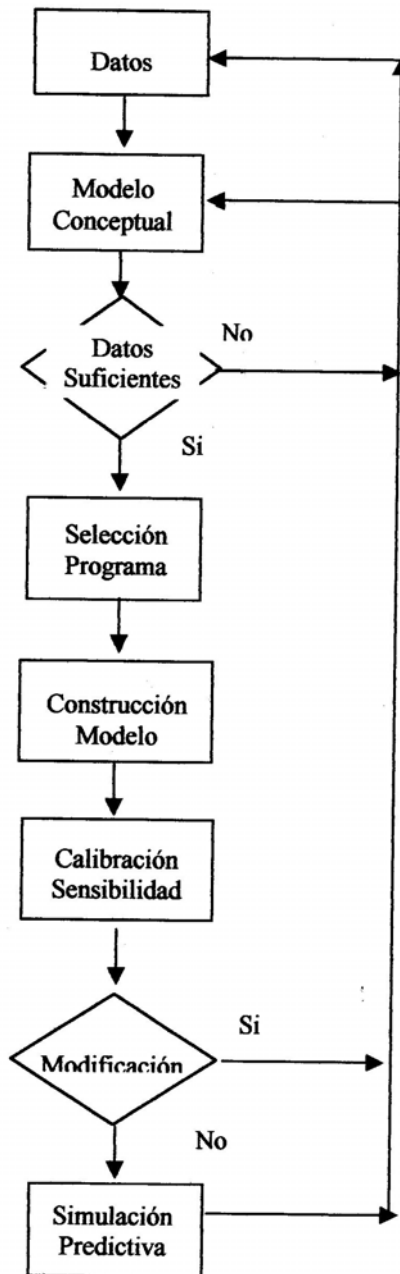 Datos
Modelo
Conceptual
No
Datos
Suficientes
Si
Selección
Programa
Construcción
Modelo
Calibración
Sensibilidad
Si
Modificación
No
Simulación
Predictiva